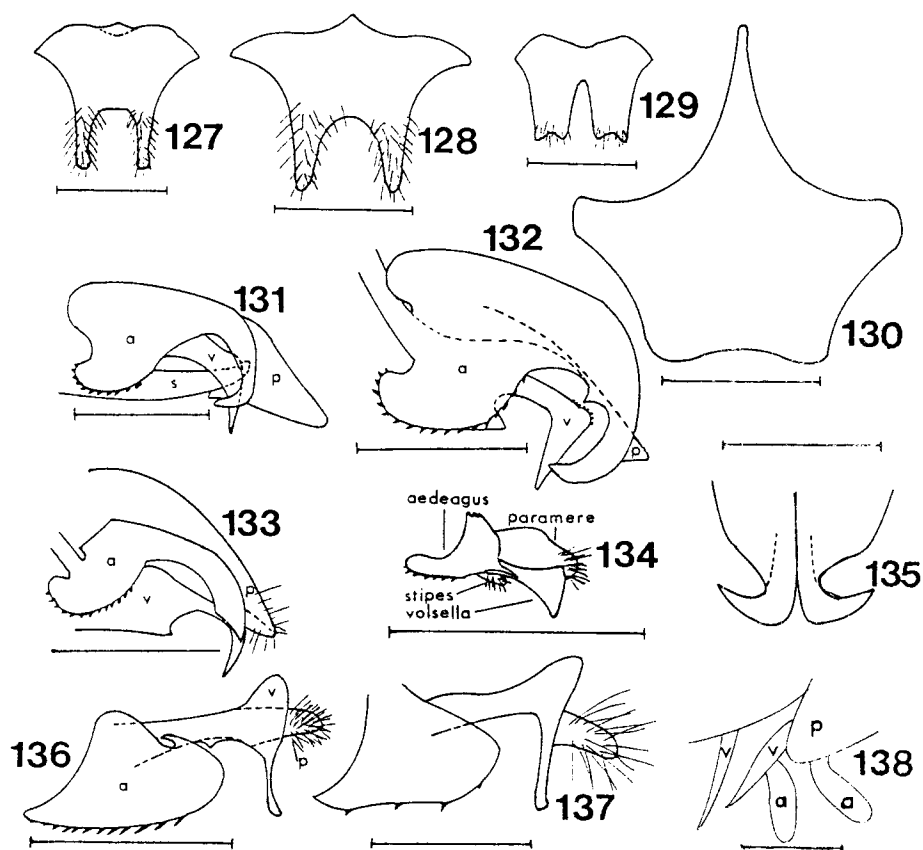 127
128
129
130
131
a
v
s
p
132
a
v
p
133
a
v
p
134
aedeagus
paramere
stipes
volsella
135
136
a
v
p
137
138
v
v
p
a
a